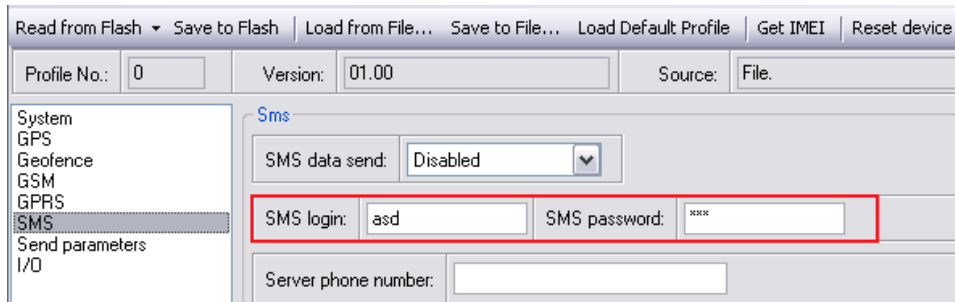 Read from Flash Save to Flash Load from File... Save to File... Load Default Profile Get IMEI Reset device
Profile No.: 0 Version: 01.00 Source: File.
System
GPS
Geofence
GSM
GPRS
SMS
Send parameters
I/O
Sms
SMS data send: Disabled
SMS login: asd SMS password: ***
Server phone number: